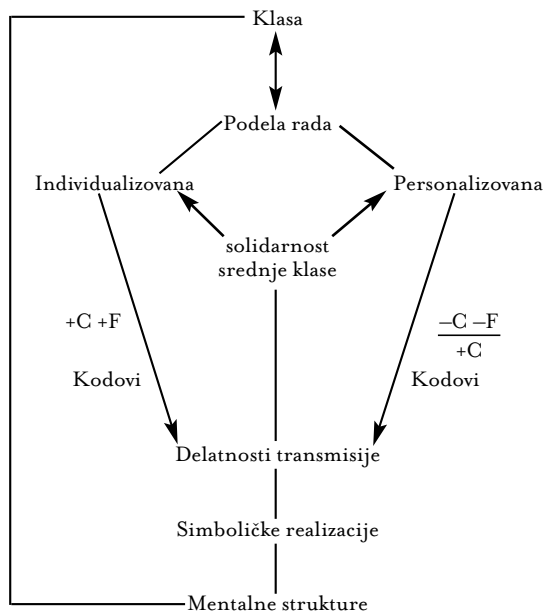 Klasa
Podela rada
Individualizovana
Personalizovana
solidarnost
srednje klase
+C +F
–C –F
+C
Kodovi
Kodovi
Delatnosti transmisije
Simboličke realizacije
Mentalne strukture